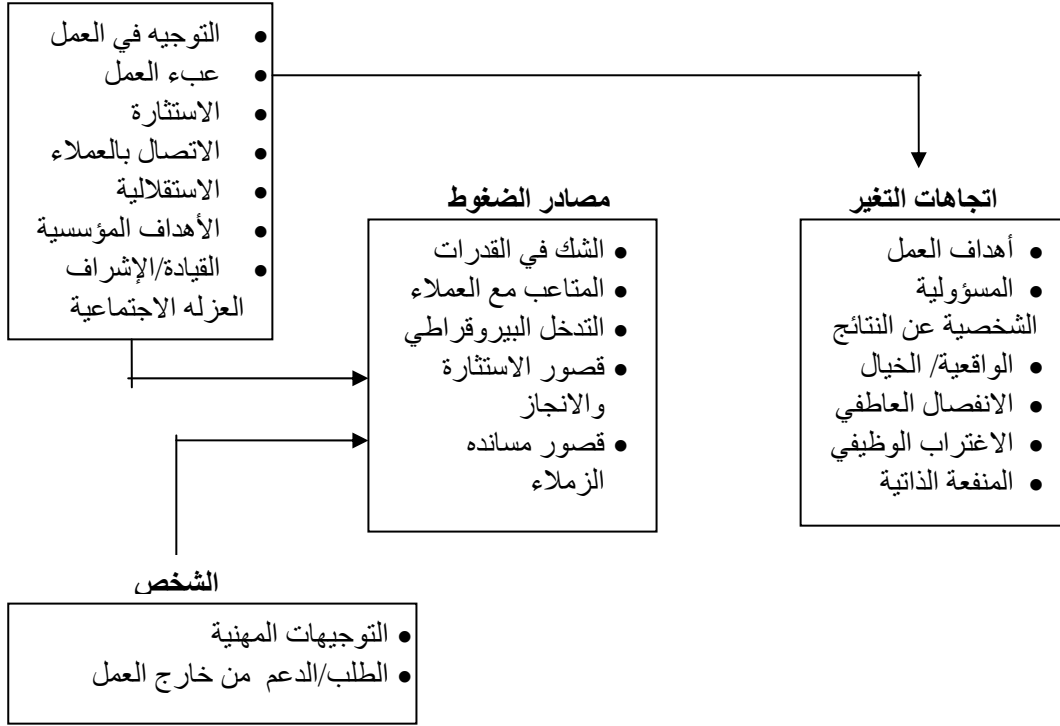 • التوجيه في العمل
• عبء العمل
• الاستثارة
• الاتصال بالعملاء
• الاستقلالية
• الأهداف المؤسسية
• القيادة/الإشراف
العزله الاجتماعية
مصادر الضغوط
• الشك في القدرات
• المتاعب مع العملاء
• التدخل البيروقراطي
• قصور الاستثارة
والانجاز
• قصور مسانده
الزملاء
اتجاهات التغير
• أهداف العمل
• المسؤولية
الشخصية عن النتائج
• الواقعية/ الخيال
• الانفصال العاطفي
• الاغتراب الوظيفي
• المنفعة الذاتية
الشخص
• التوجيهات المهنية
• الطلب/الدعم من خارج العمل